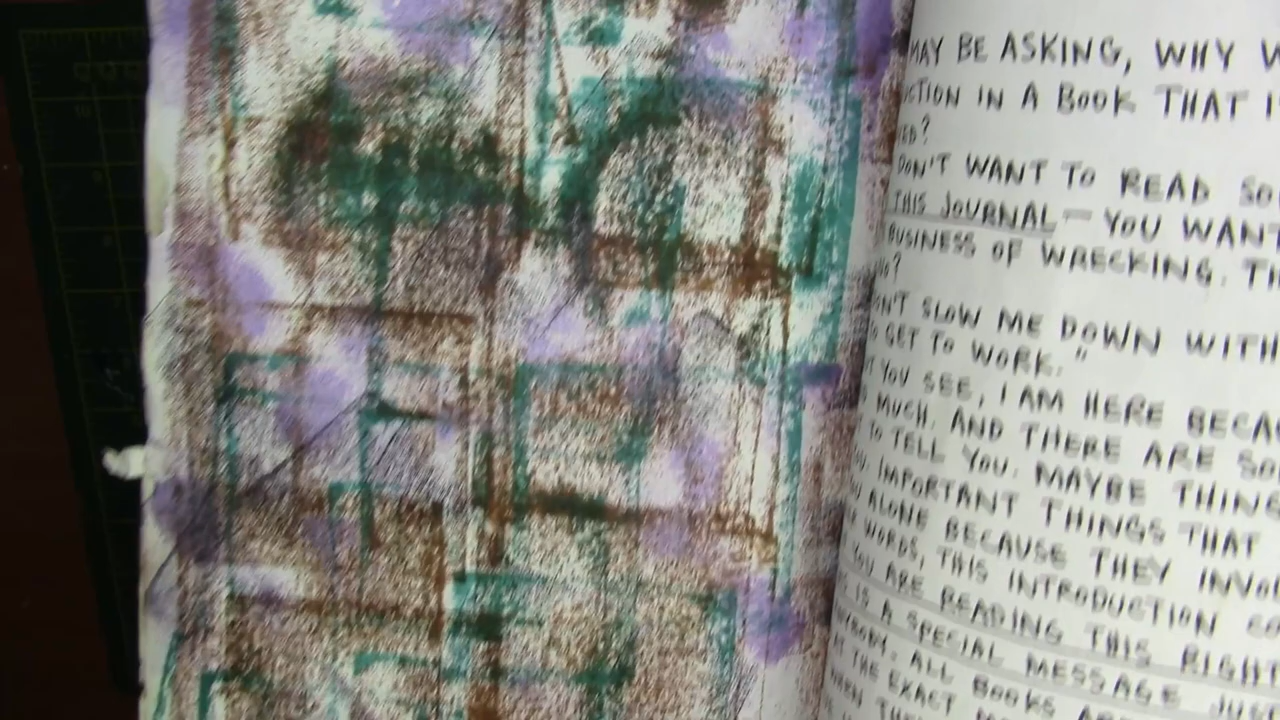 MAY BE ASKING, WHY W
CTION IN A BOOK THAT I
ED?
DON'T WANT TO READ SO
THIS JOURNAL — YOU WANT
BUSINESS OF WRECKING. TH
N'T SLOW ME DOWN WITH
GET TO WORK."
YOU SEE, I AM HERE BECA
MUCH. AND THERE ARE SO
TO TELL YOU. MAYBE THING
IMPORTANT THINGS THAT
ALONE BECAUSE THEY INVO
WORDS, THIS INTRODUCTION CO
YOU ARE READING THIS RIGHT
IS A SPECIAL MESSAGE JUS
ALL BOOKS A
THE EXACT